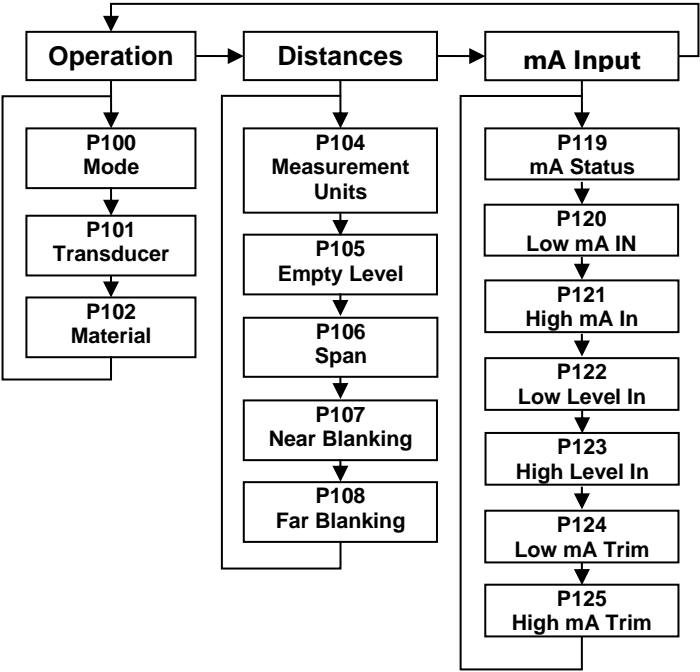 Operation
Distances
mA Input
P100
Mode
P101
Transducer
P102
Material
P104
Measurement
Units
P105
Empty Level
P106
Span
P107
Near Blanking
P108
Far Blanking
P119
mA Status
P120
Low mA IN
P121
High mA In
P122
Low Level In
P123
High Level In
P124
Low mA Trim
P125
High mA Trim